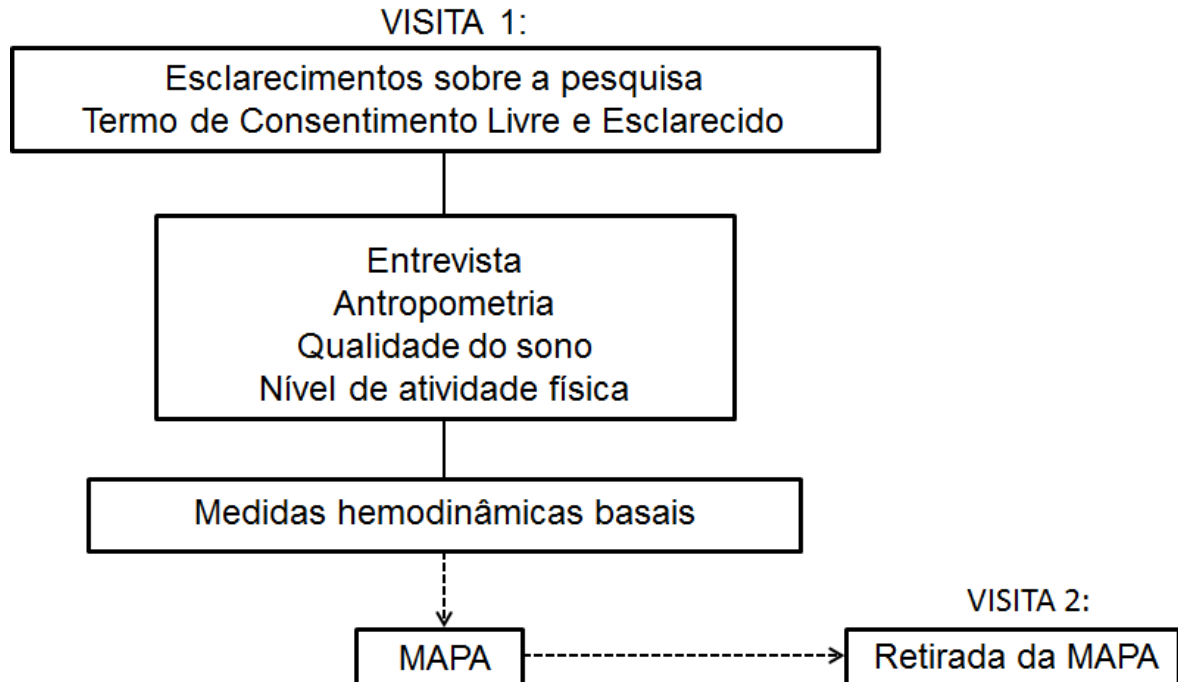 VISITA 1:
Esclarecimentos sobre a pesquisa
Termo de Consentimento Livre e Esclarecido
Entrevista
Antropometria
Qualidade do sono
Nível de atividade física
Medidas hemodinâmicas basais
MAPA
VISITA 2:
Retirada da MAPA